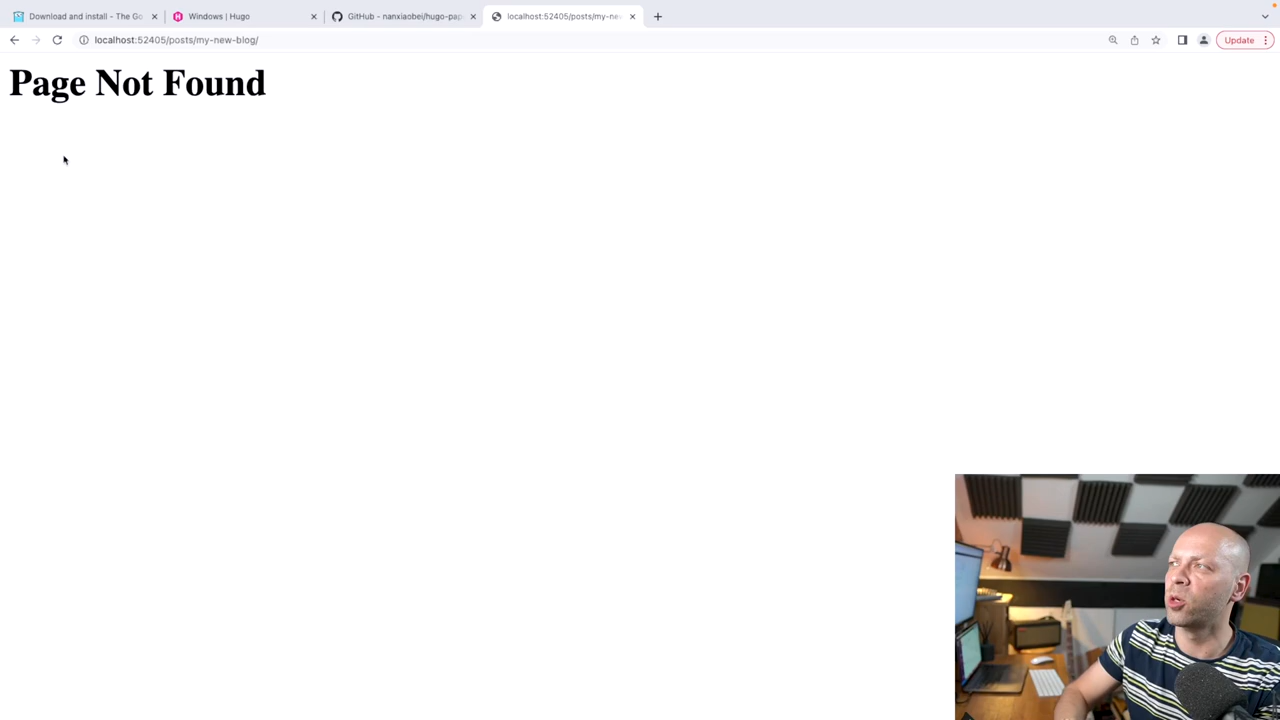 Download and install - The Go
Windows | Hugo
GitHub - nanxiaobei/hugo-pap
localhost:52405/posts/my-ne
localhost:52405/posts/my-new-blog/
Update
Page Not Found